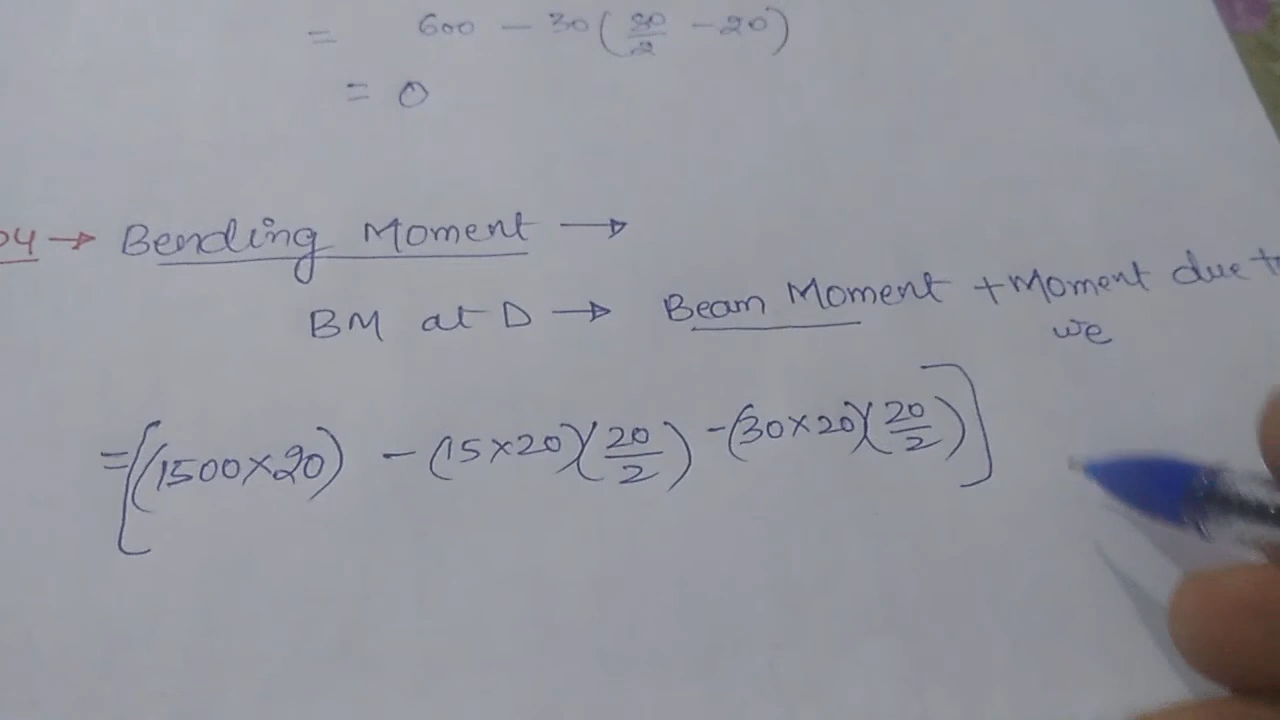 = 600 - 30(20/2 - 20)
= 0
04 → Bending Moment →
BM at D → Beam Moment + Moment due to
we
= [(1500×20) - (15×20)(20/2) - (30×20)(20/2)]